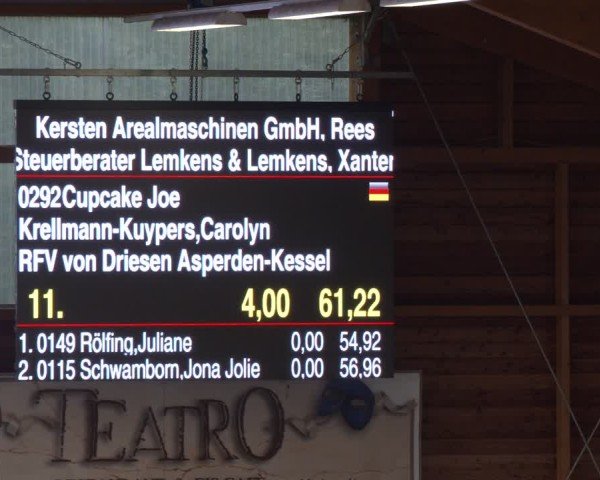 Kersten Arealmaschinen GmbH, Rees
Steuerberater Lemkens & Lemkens, Xanten
0292Cupcake Joe
Krellmann-Kuypers,Carolyn
RFV von Driesen Asperden-Kessel
11. 4,00 61,22
1. 0149 Rölfing,Juliane 0,00 54,92
2. 0115 Schwamborn,Jona Jolie 0,00 56,96
TEATRO